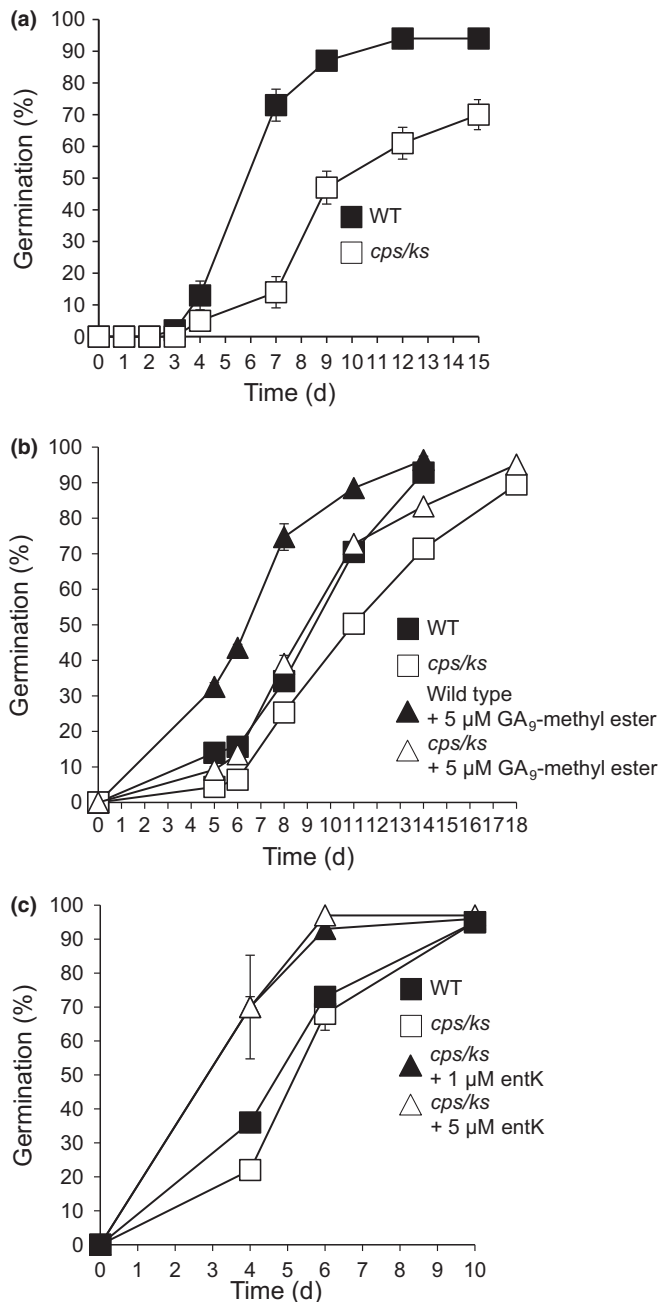 (a)
100
90
80
70
60
50
40
30
20
10
0
Germination (%)
WT
cps/ks
0 1 2 3 4 5 6 7 8 9 10 11 12 13 14 15
Time (d)
(b)
100
90
80
70
60
50
40
30
20
10
0
Germination (%)
WT
cps/ks
Wild type
+ 5 µM GA₉-methyl ester
cps/ks
+ 5 µM GA₉-methyl ester
0 1 2 3 4 5 6 7 8 9 10 11 12 13 14 15 16 17 18
Time (d)
(c)
100
90
80
70
60
50
40
30
20
10
0
Germination (%)
WT
cps/ks
cps/ks
+ 1 µM entK
cps/ks
+ 5 µM entK
0 1 2 3 4 5 6 7 8 9 10
Time (d)